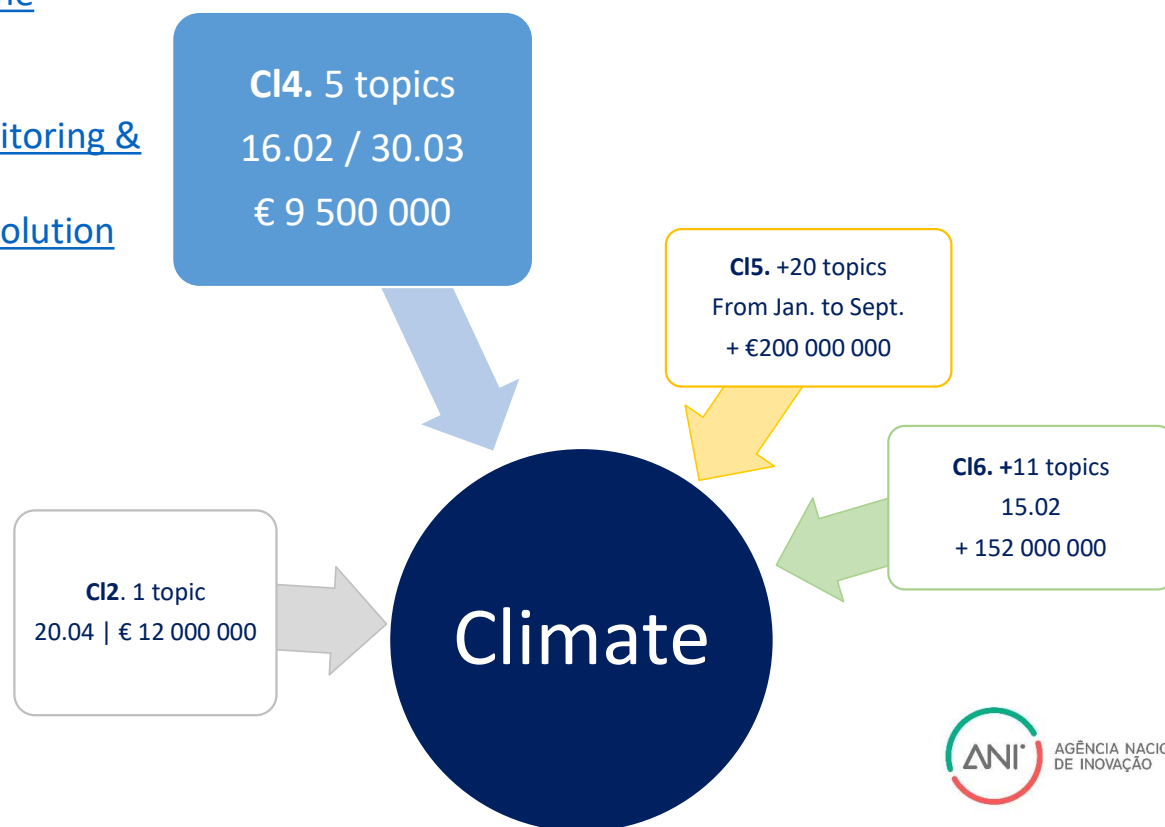 itoring &
olution
Cl4. 5 topics
16.02 / 30.03
€ 9 500 000
Cl5. +20 topics
From Jan. to Sept.
+ €200 000 000
Cl6. +11 topics
15.02
+ 152 000 000
Cl2. 1 topic
20.04 | € 12 000 000
Climate
ANI
AGÊNCIA NACIO
DE INOVAÇÃO